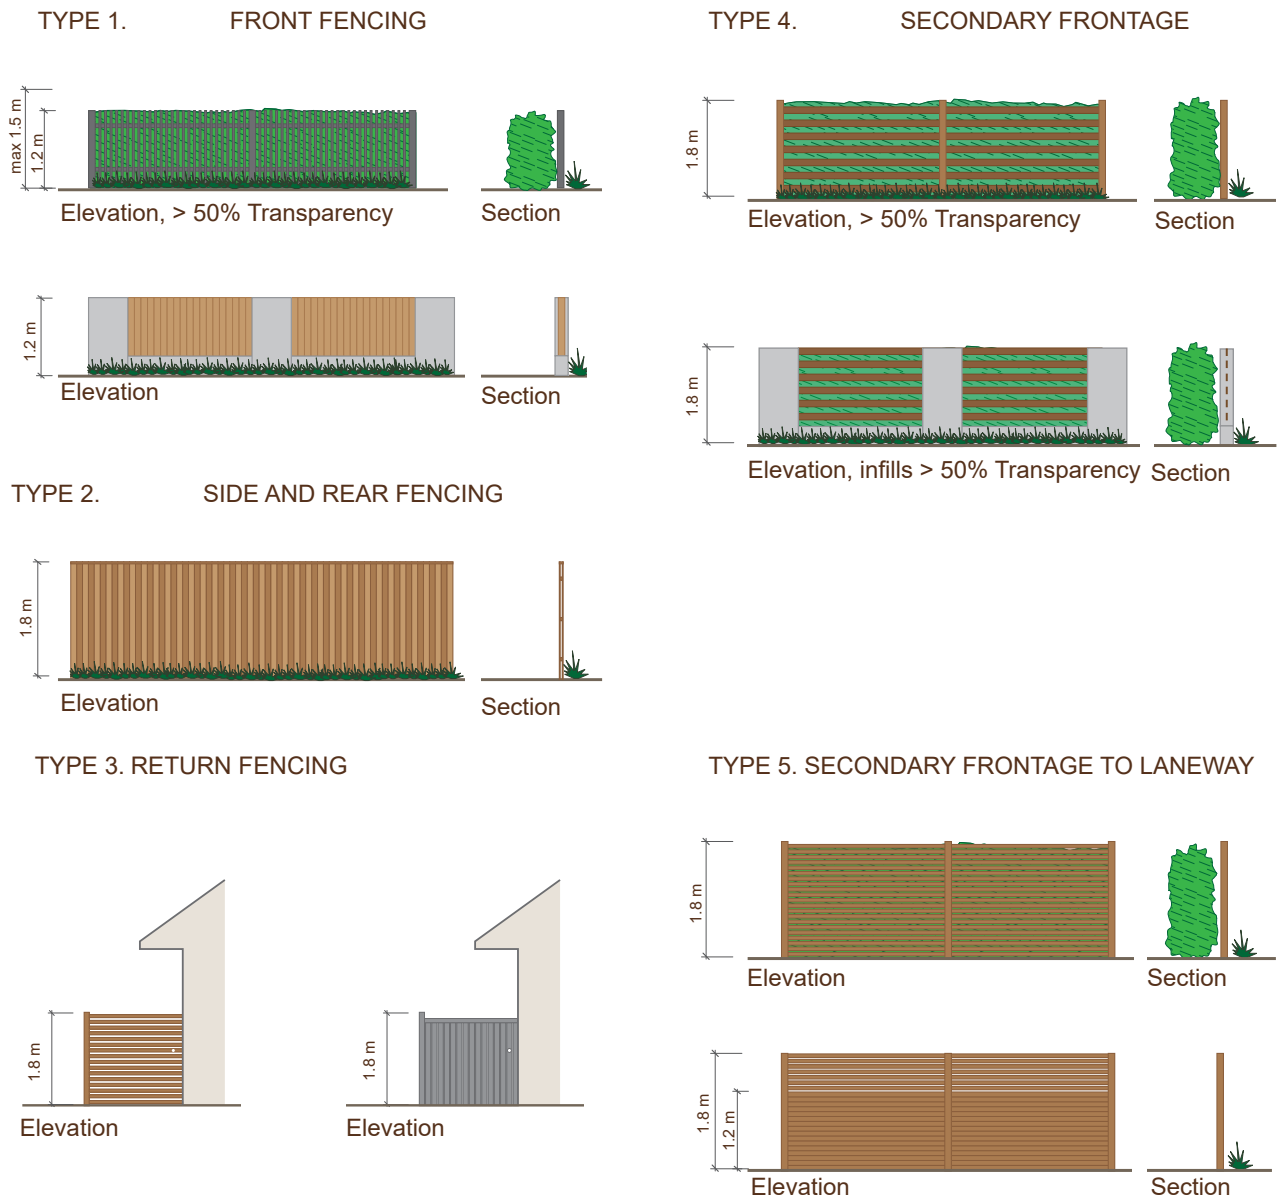 TYPE 1. FRONT FENCING
max 1.5 m
1.2 m
Elevation, > 50% Transparency
Section
1.2 m
Elevation
Section
TYPE 2. SIDE AND REAR FENCING
1.8 m
Elevation
Section
TYPE 3. RETURN FENCING
1.8 m
Elevation
1.8 m
Elevation
TYPE 4. SECONDARY FRONTAGE
1.8 m
Elevation, > 50% Transparency
Section
1.8 m
Elevation, infills > 50% Transparency
Section
TYPE 5. SECONDARY FRONTAGE TO LANEWAY
1.8 m
Elevation
Section
1.8 m
1.2 m
Elevation
Section